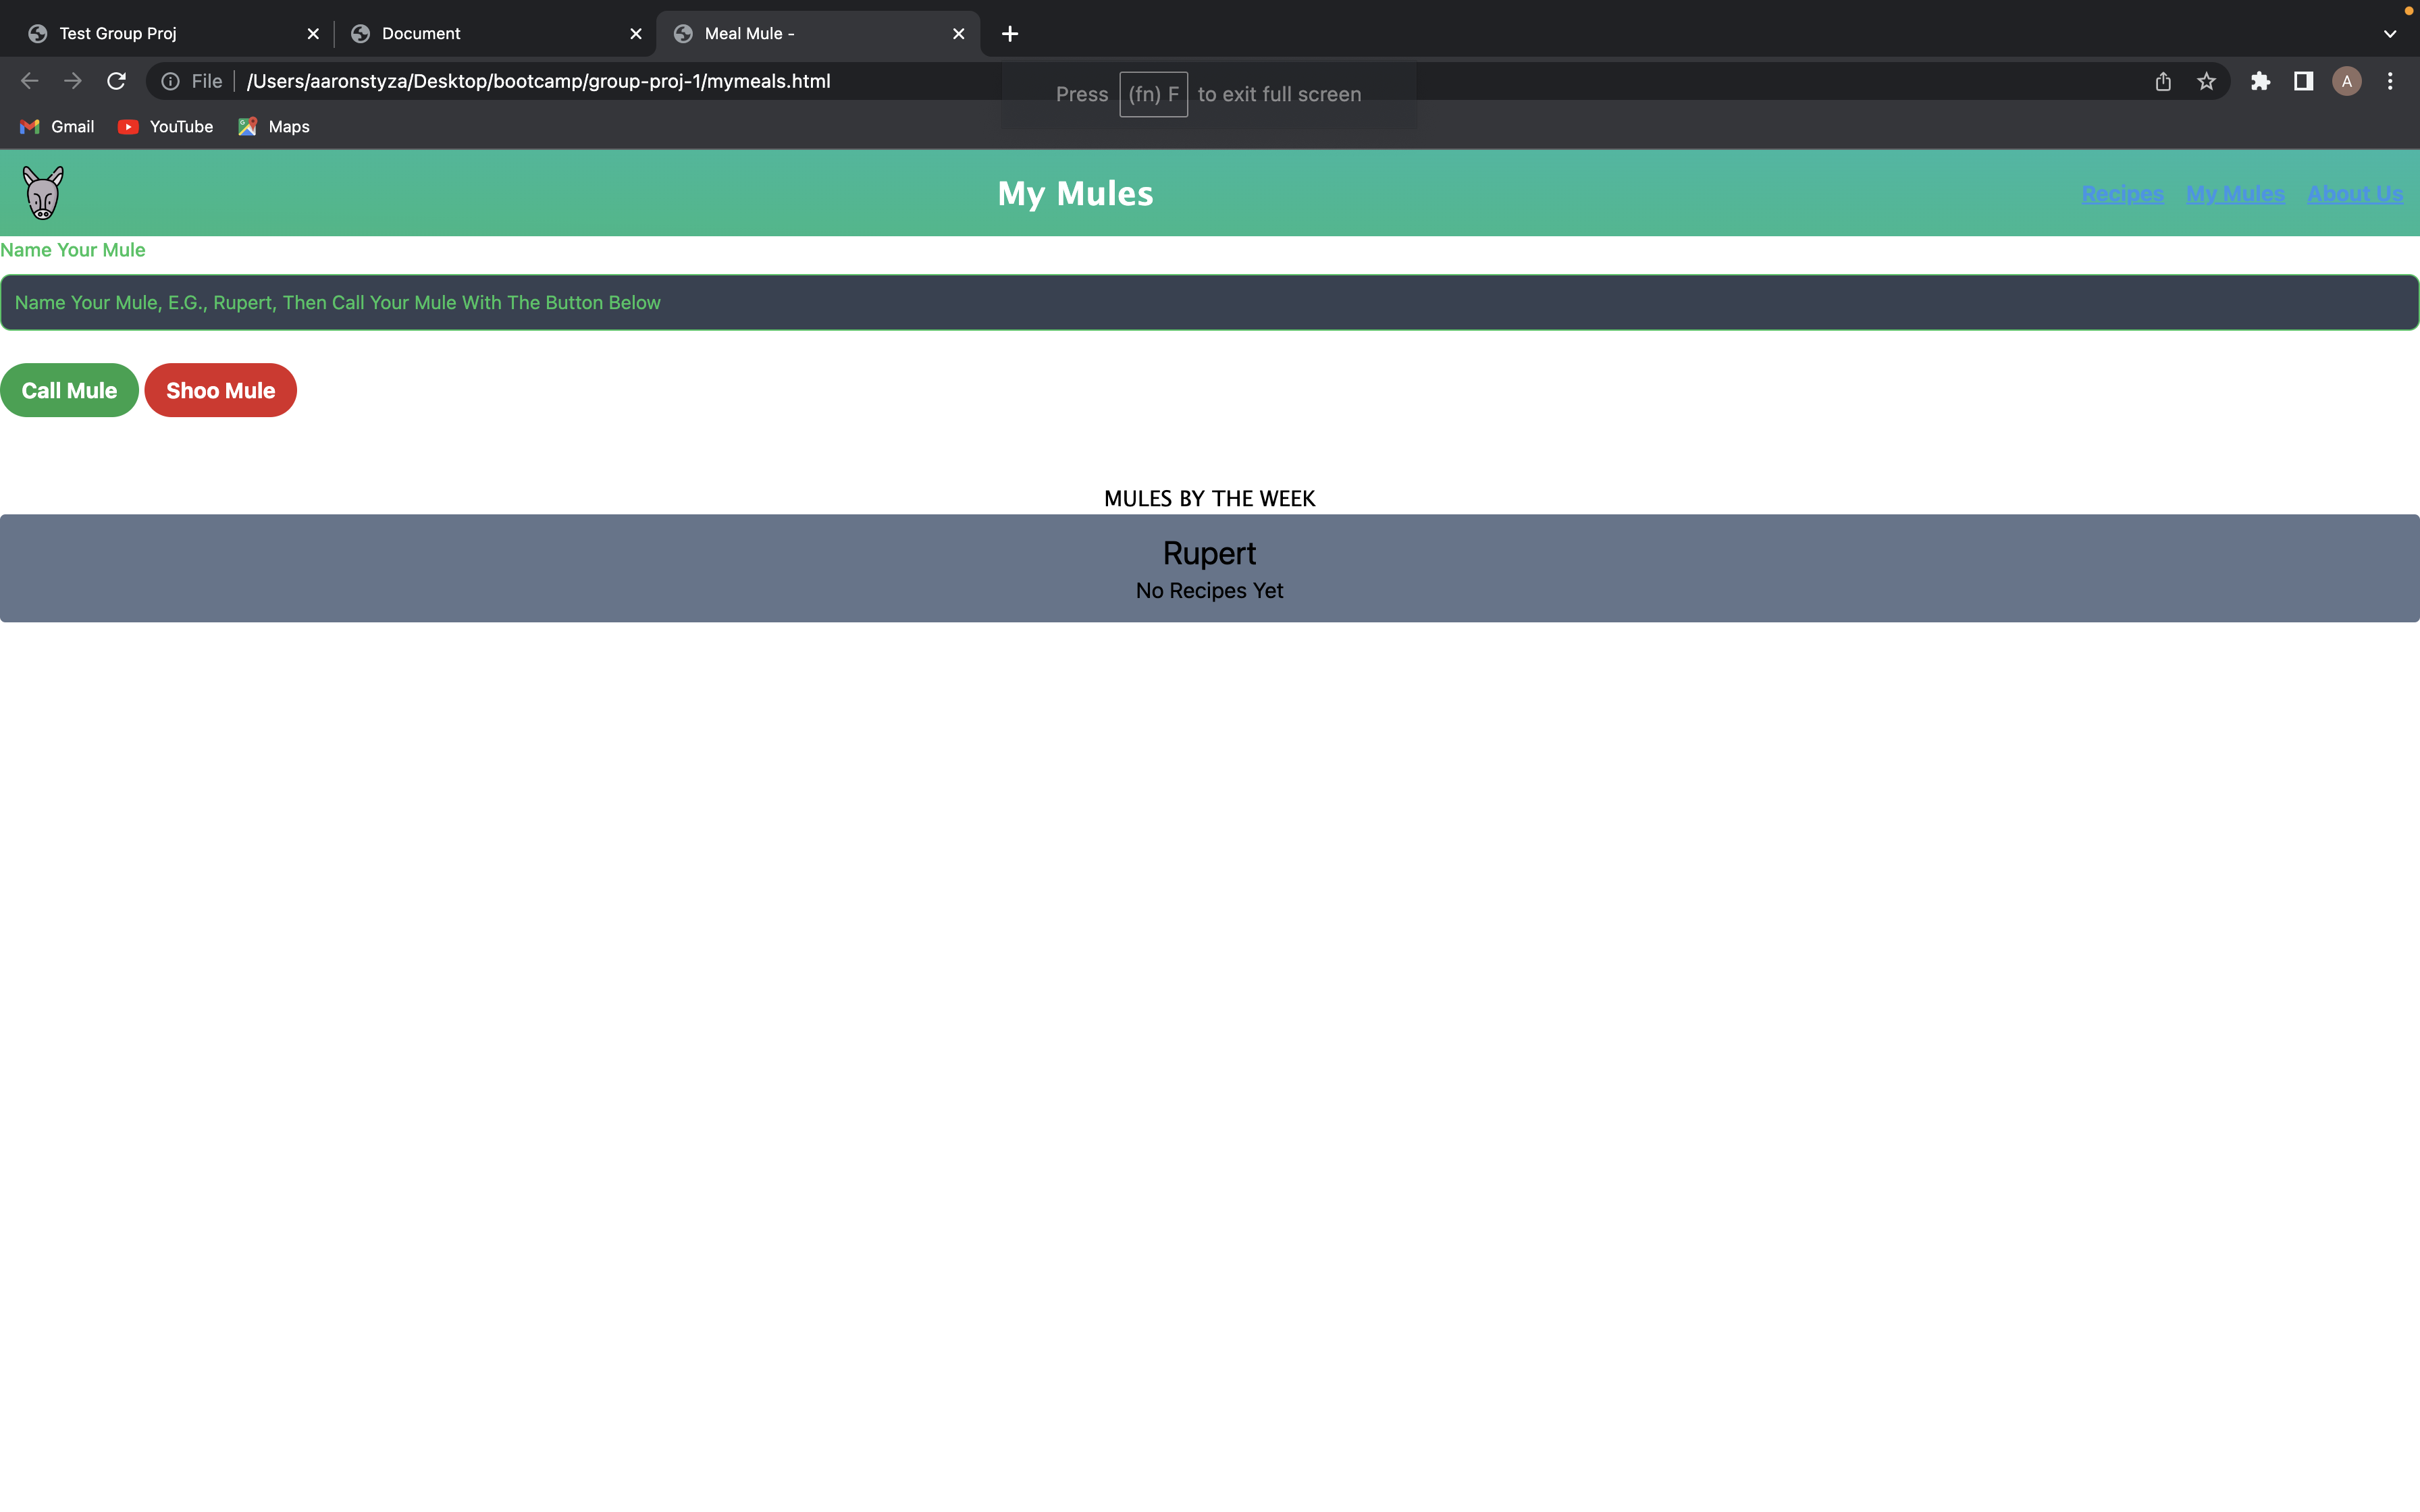 Test Group Proj
Document
Meal Mule -
File /Users/aaronstyza/Desktop/bootcamp/group-proj-1/mymeals.html
A
Press (fn) F to exit full screen
Gmail YouTube Maps
My Mules
Recipes My Mules About Us
Name Your Mule
Name Your Mule, E.G., Rupert, Then Call Your Mule With The Button Below
Call Mule Shoo Mule
MULES BY THE WEEK
Rupert
No Recipes Yet